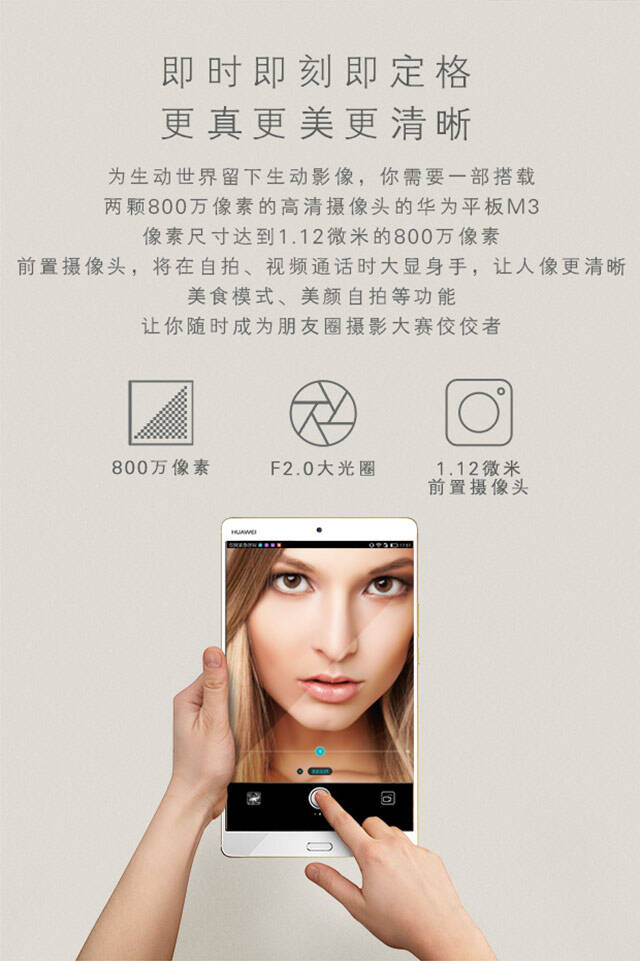 即时即刻即定格
更真更美更清晰
为生动世界留下生动影像，你需要一部搭载
两颗800万像素的高清摄像头的华为平板M3
像素尺寸达到1.12微米的800万像素
前置摄像头，将在自拍、视频通话时大显身手，让人像更清晰
美食模式、美颜自拍等功能
让你随时成为朋友圈摄影大赛佼佼者
800万像素
F2.0大光圈
1.12微米
前置摄像头
HUAWEI